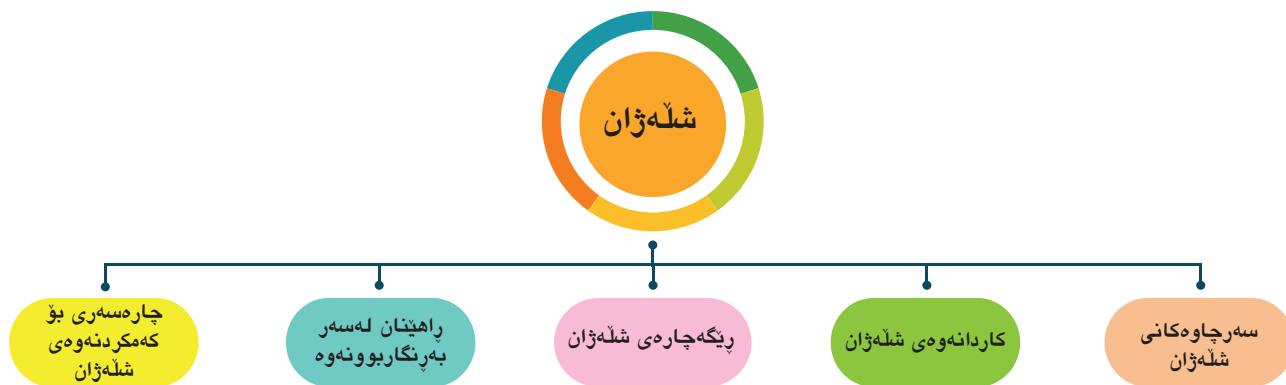 شڵەژان
سەرچاوەکانی
شڵەژان
کاردانەوەی شڵەژان
ڕێگەچارەی شڵەژان
ڕاهێنان لەسەر
بەرنگاربوونەوە
چارەسەری بۆ
کەمکردنەوەی
شڵەژان